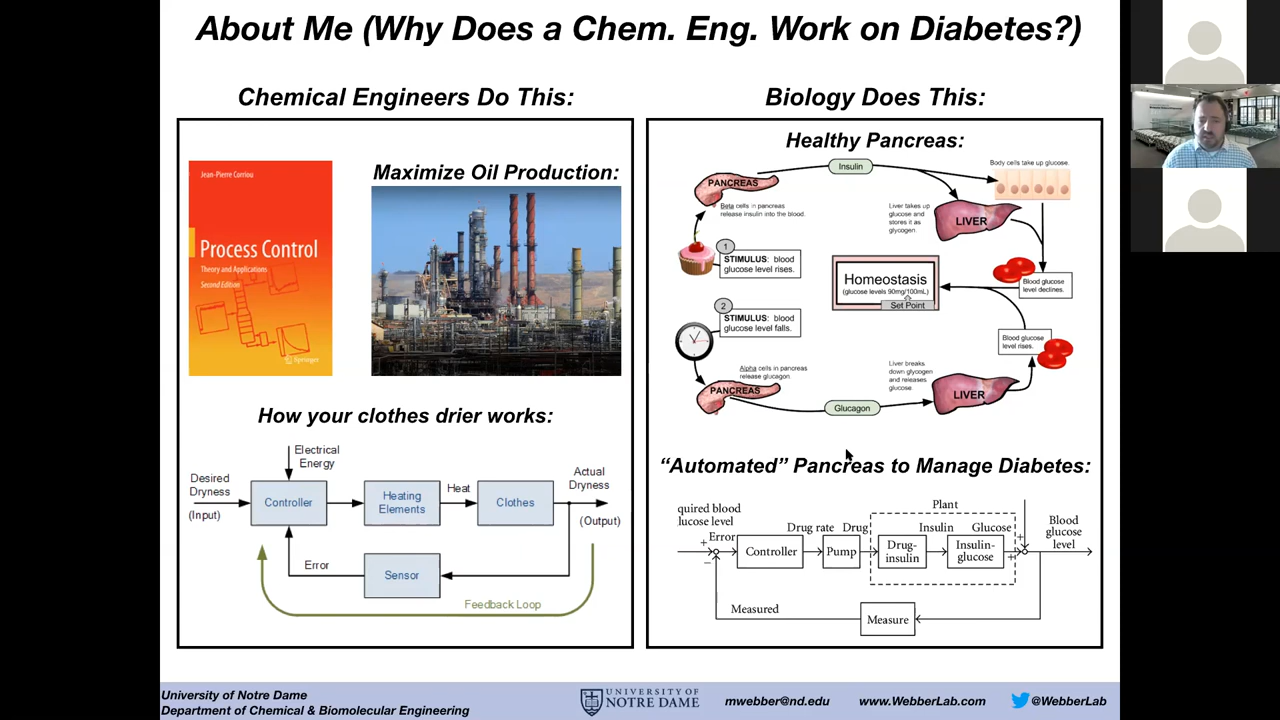 About Me (Why Does a Chem. Eng. Work on Diabetes?)
Chemical Engineers Do This:
Jean-Pierre Corriou
Process Control
Theory and Applications
Second Edition
Springer
Maximize Oil Production:
How your clothes drier works:
Electrical
Energy
Desired
Dryness
(Input)
Controller
Heating
Elements
Heat
Clothes
Actual
Dryness
(Output)
Error
Sensor
Feedback Loop
Biology Does This:
Healthy Pancreas:
Insulin
Body cells take up glucose.
PANCREAS
Beta cells in pancreas
release insulin into the blood.
Liver takes up
glucose and
stores it as
glycogen.
LIVER
1
STIMULUS: blood
glucose level rises.
Homeostasis
(glucose levels 90mg/100mL)
Set Point
Blood glucose
level declines.
2
STIMULUS: blood
glucose level falls.
Blood glucose
level rises.
Alpha cells in pancreas
release glucagon.
Liver breaks
down glycogen
and releases
glucose.
PANCREAS
Glucagon
LIVER
“Automated” Pancreas to Manage Diabetes:
quired blood
lucose level
Plant
+
Error
−
Controller
Drug rate
Pump
Drug
Drug-
insulin
Insulin
Insulin-
glucose
Glucose
+
+
Blood
glucose
level
Measured
Measure
University of Notre Dame
Department of Chemical & Biomolecular Engineering
UNIVERSITY OF
NOTRE DAME
mwebber@nd.edu
www.WebberLab.com
@WebberLab